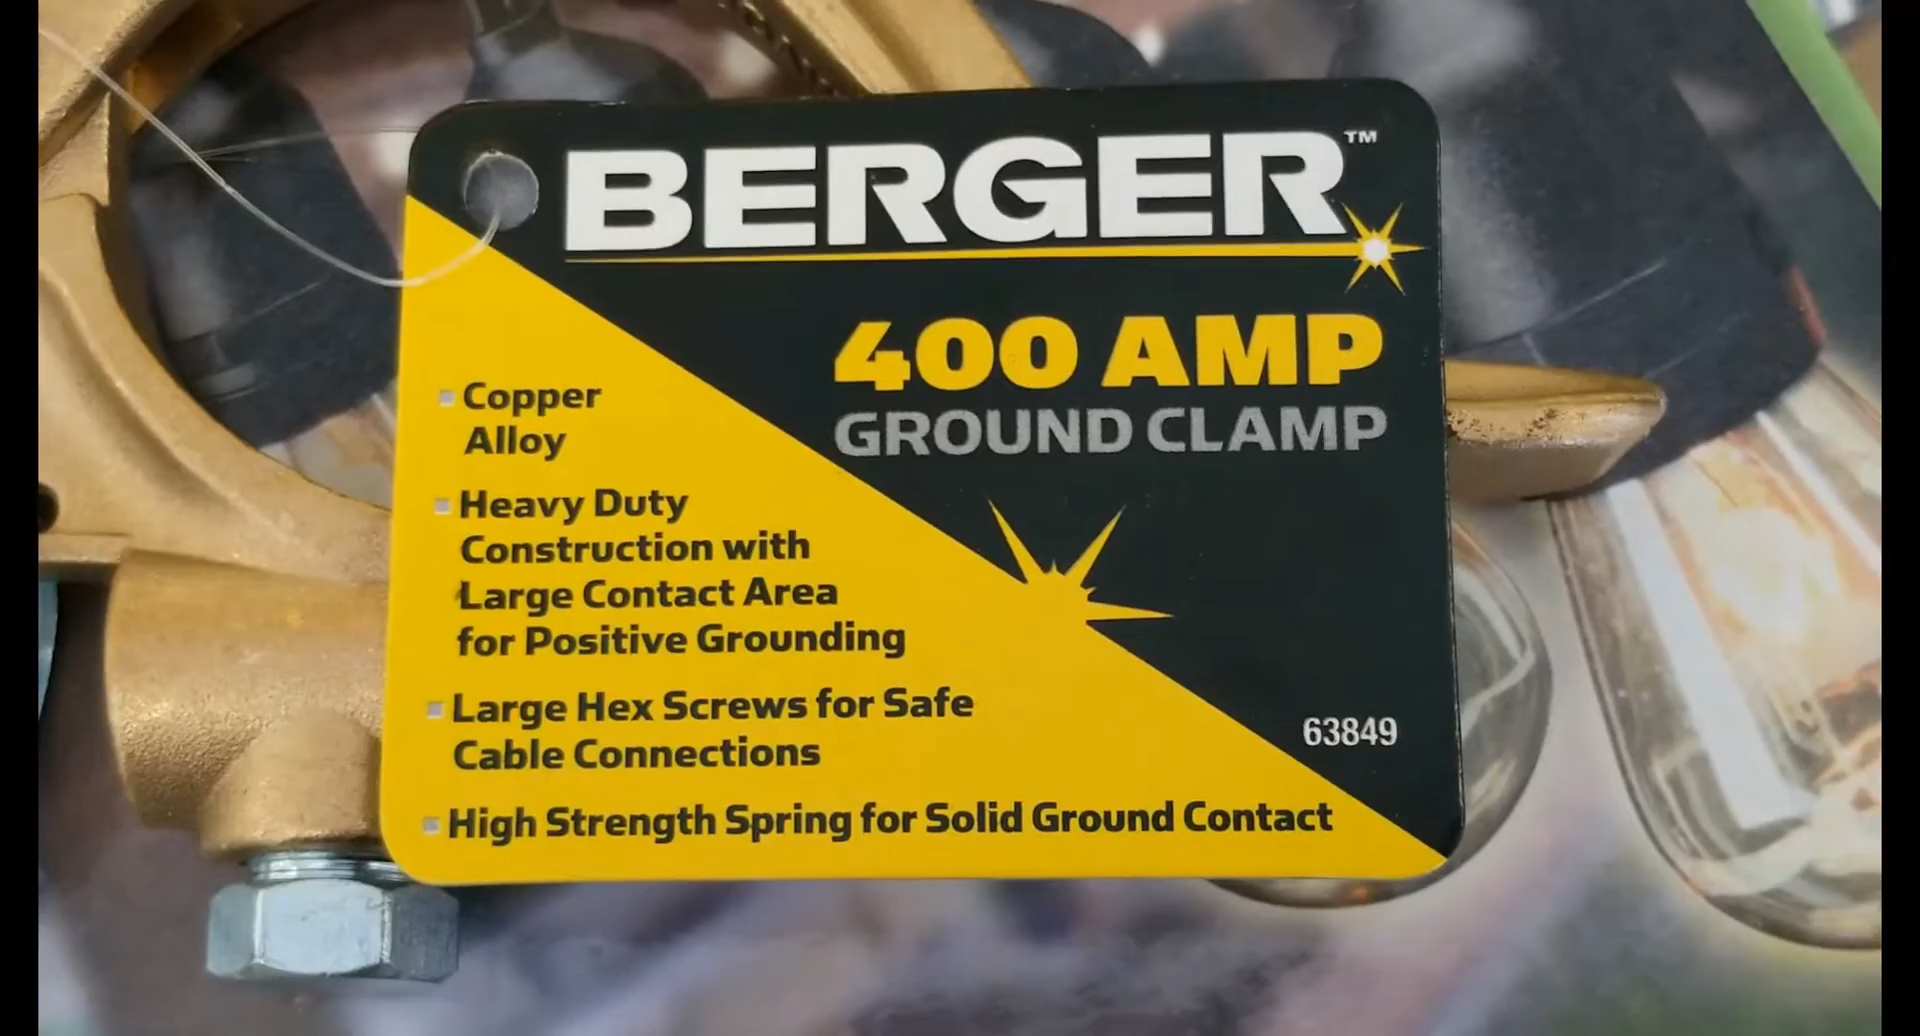 BERGER™
400 AMP
GROUND CLAMP
Copper
Alloy
Heavy Duty
Construction with
Large Contact Area
for Positive Grounding
Large Hex Screws for Safe
Cable Connections
High Strength Spring for Solid Ground Contact
63849